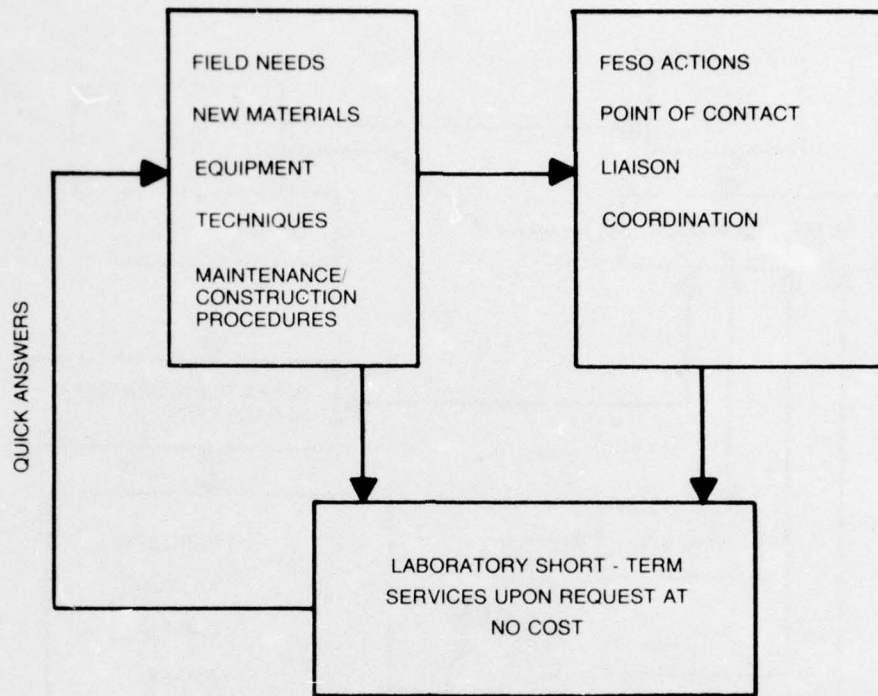 FIELD NEEDS
NEW MATERIALS
EQUIPMENT
TECHNIQUES
MAINTENANCE/
CONSTRUCTION
PROCEDURES
FESO ACTIONS
POINT OF CONTACT
LIAISON
COORDINATION
QUICK ANSWERS
LABORATORY SHORT - TERM
SERVICES UPON REQUEST AT
NO COST